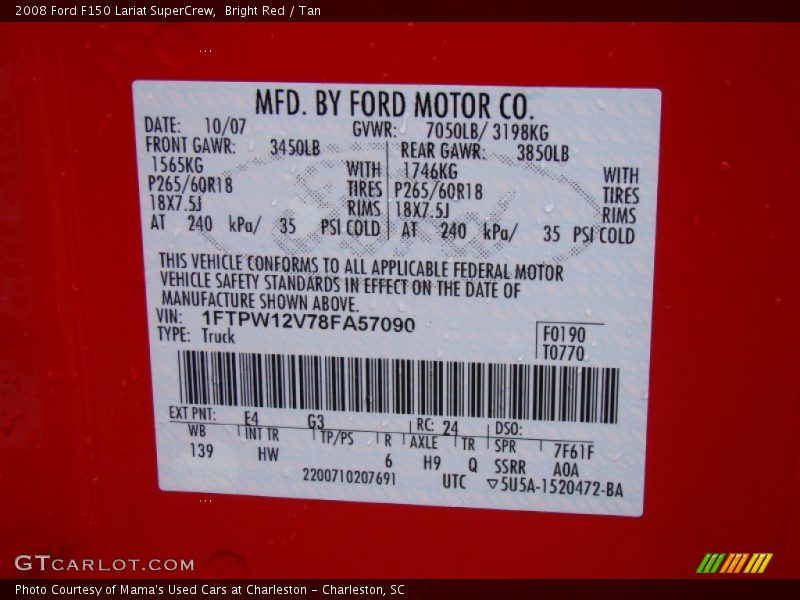 2008 Ford F150 Lariat SuperCrew,  Bright Red / Tan
MFD. BY FORD MOTOR CO.
DATE: 10/07 GVWR: 7050LB/ 3198KG
FRONT GAWR: 3450LB REAR GAWR: 3850LB
1565KG WITH 1746KG WITH
P265/60R18 TIRES P265/60R18 TIRES
18X7.5J RIMS 18X7.5J RIMS
AT 240 kPa/ 35 PSI COLD AT 240 kPa/ 35 PSI COLD
THIS VEHICLE CONFORMS TO ALL APPLICABLE FEDERAL MOTOR
VEHICLE SAFETY STANDARDS IN EFFECT ON THE DATE OF
MANUFACTURE SHOWN ABOVE.
VIN: 1FTPW12V78FA57090
TYPE: Truck
F0190
T0770
EXT PNT: E4 G3 RC: 24 DSO:
WB INT TR TP/PS R AXLE TR SPR 7F61F
139 HW 6 H9 Q SSRR A0A
2200710207691 UTC ▽5U5A-1520472-BA
GTCARLOT.COM
Photo Courtesy of Mama's Used Cars at Charleston - Charleston, SC